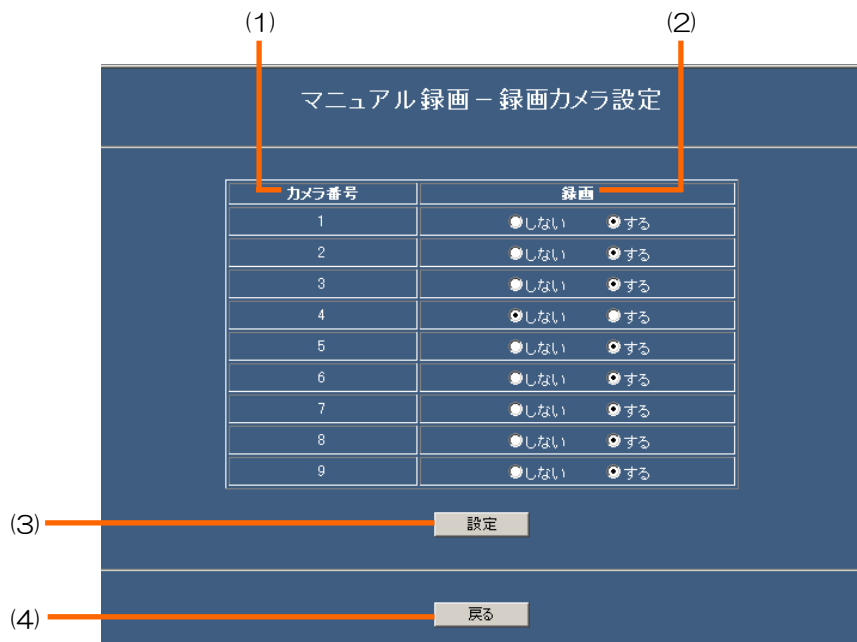 (1) (2)
マニュアル録画－録画カメラ設定
カメラ番号 録画
1 しない する
2 しない する
3 しない する
4 しない する
5 しない する
6 しない する
7 しない する
8 しない する
9 しない する
(3) 設定
(4) 戻る